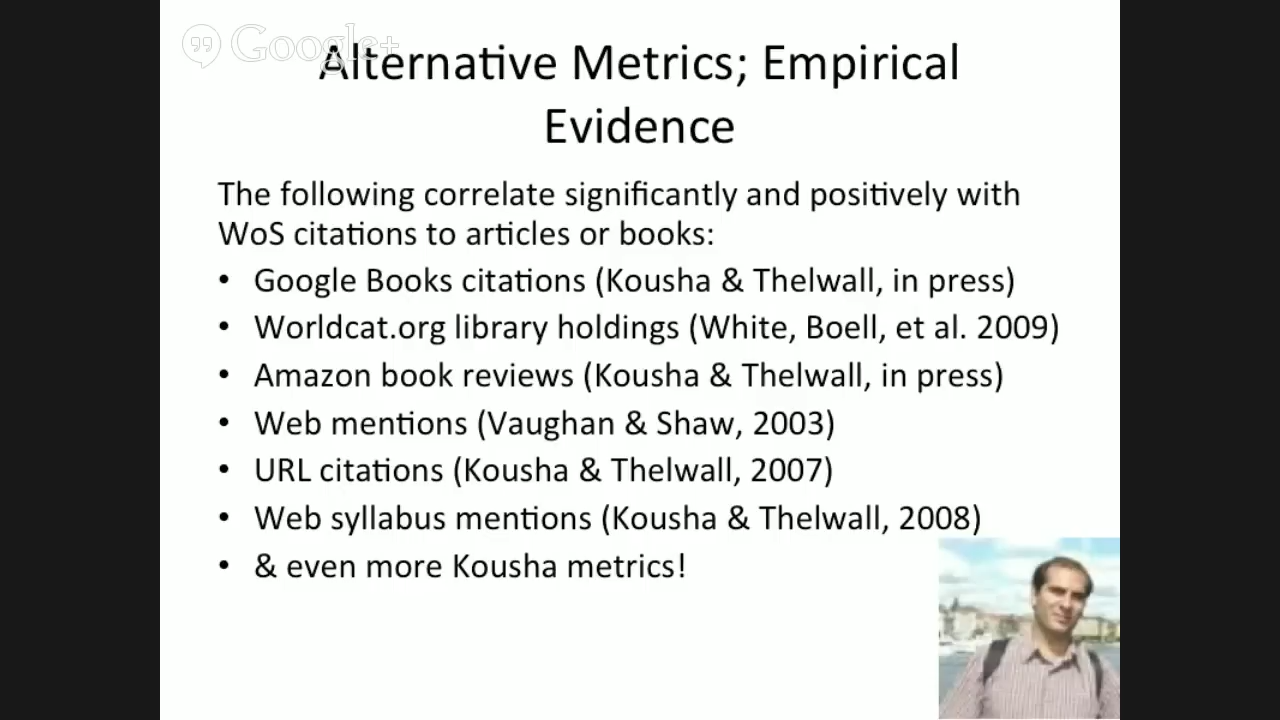 Google+
Alternative Metrics; Empirical
Evidence
The following correlate significantly and positively with
WoS citations to articles or books:
• Google Books citations (Kousha & Thelwall, in press)
• Worldcat.org library holdings (White, Boell, et al. 2009)
• Amazon book reviews (Kousha & Thelwall, in press)
• Web mentions (Vaughan & Shaw, 2003)
• URL citations (Kousha & Thelwall, 2007)
• Web syllabus mentions (Kousha & Thelwall, 2008)
• & even more Kousha metrics!